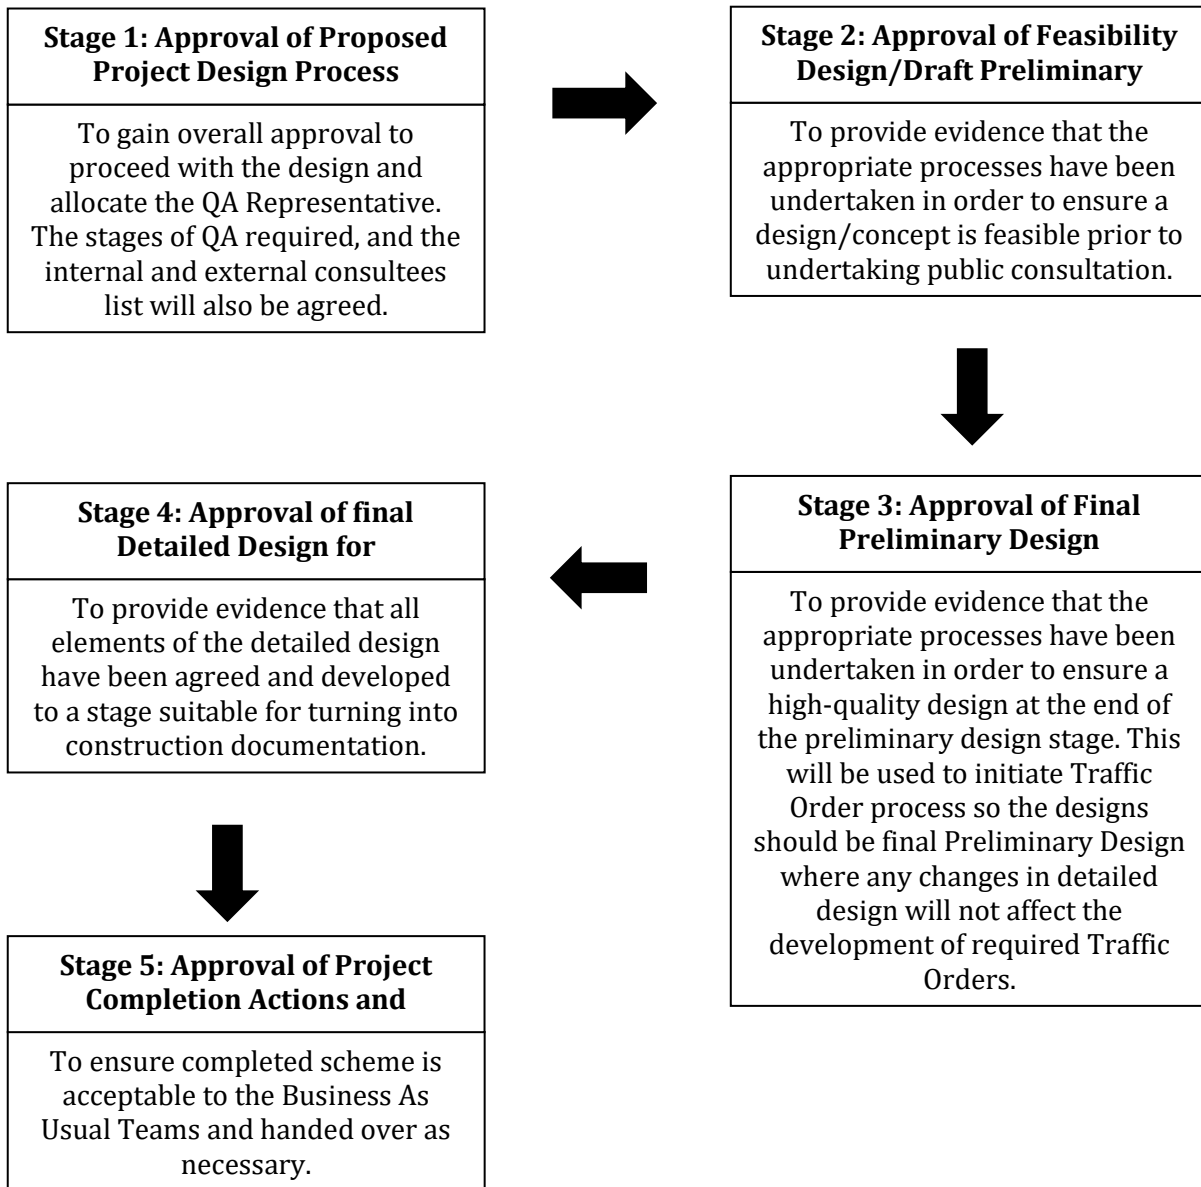 Stage 1: Approval of Proposed
Project Design Process
To gain overall approval to
proceed with the design and
allocate the QA Representative.
The stages of QA required, and the
internal and external consultees
list will also be agreed.
Stage 2: Approval of Feasibility
Design/Draft Preliminary
To provide evidence that the
appropriate processes have been
undertaken in order to ensure a
design/concept is feasible prior to
undertaking public consultation.
Stage 3: Approval of Final
Preliminary Design
To provide evidence that the
appropriate processes have been
undertaken in order to ensure a
high-quality design at the end of
the preliminary design stage. This
will be used to initiate Traffic
Order process so the designs
should be final Preliminary Design
where any changes in detailed
design will not affect the
development of required Traffic
Orders.
Stage 4: Approval of final
Detailed Design for
To provide evidence that all
elements of the detailed design
have been agreed and developed
to a stage suitable for turning into
construction documentation.
Stage 5: Approval of Project
Completion Actions and
To ensure completed scheme is
acceptable to the Business As
Usual Teams and handed over as
necessary.